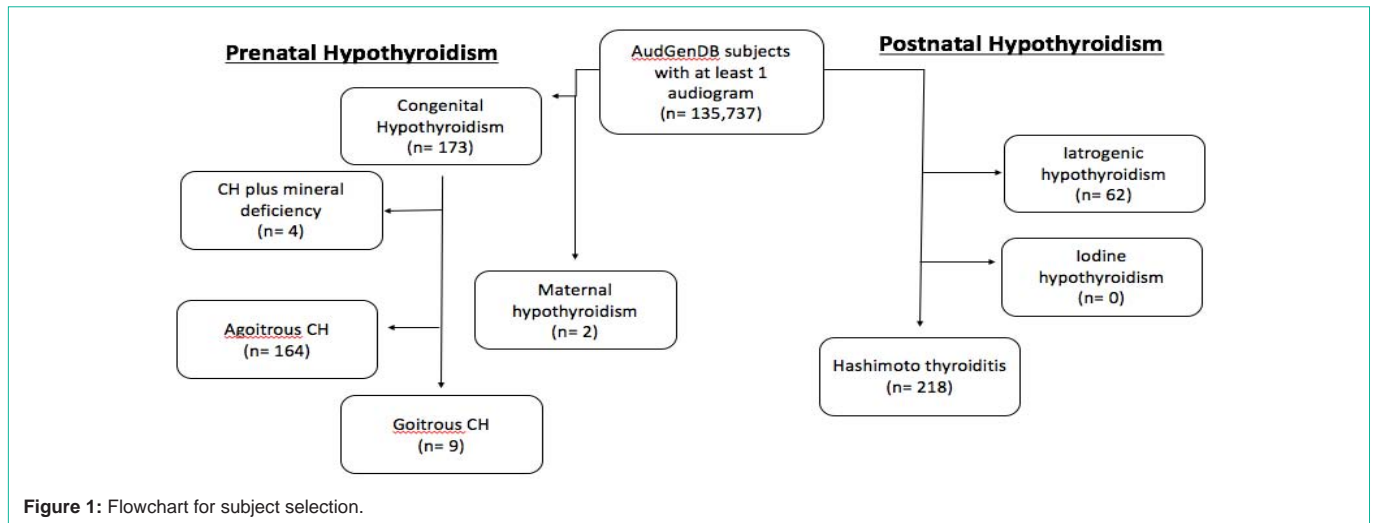 Prenatal Hypothyroidism
AudGenDB subjects
with at least 1
audiogram
(n= 135,737)
Postnatal Hypothyroidism
Congenital
Hypothyroidism
(n= 173)
CH plus mineral
deficiency
(n= 4)
Agoitrous CH
(n= 164)
Goitrous CH
(n= 9)
Maternal
hypothyroidism
(n= 2)
Iatrogenic
hypothyroidism
(n= 62)
Iodine
hypothyroidism
(n= 0)
Hashimoto thyroiditis
(n= 218)
Figure 1: Flowchart for subject selection.